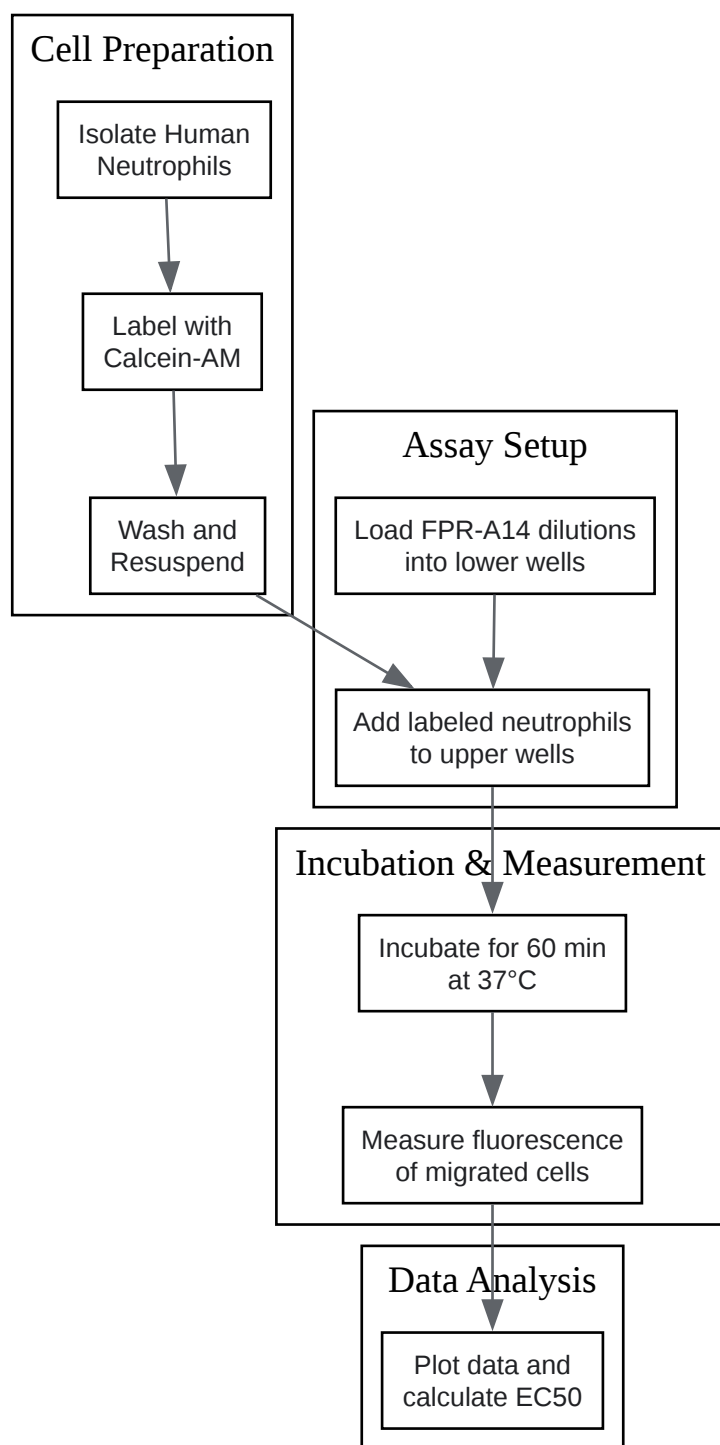 Cell Preparation
Isolate Human
Neutrophils
Label with
Calcein-AM
Wash and
Resuspend
Assay Setup
Load FPR-A14 dilutions
into lower wells
Add labeled neutrophils
to upper wells
Incubation & Measurement
Incubate for 60 min
at 37°C
Measure fluorescence
of migrated cells
Data Analysis
Plot data and
calculate EC50